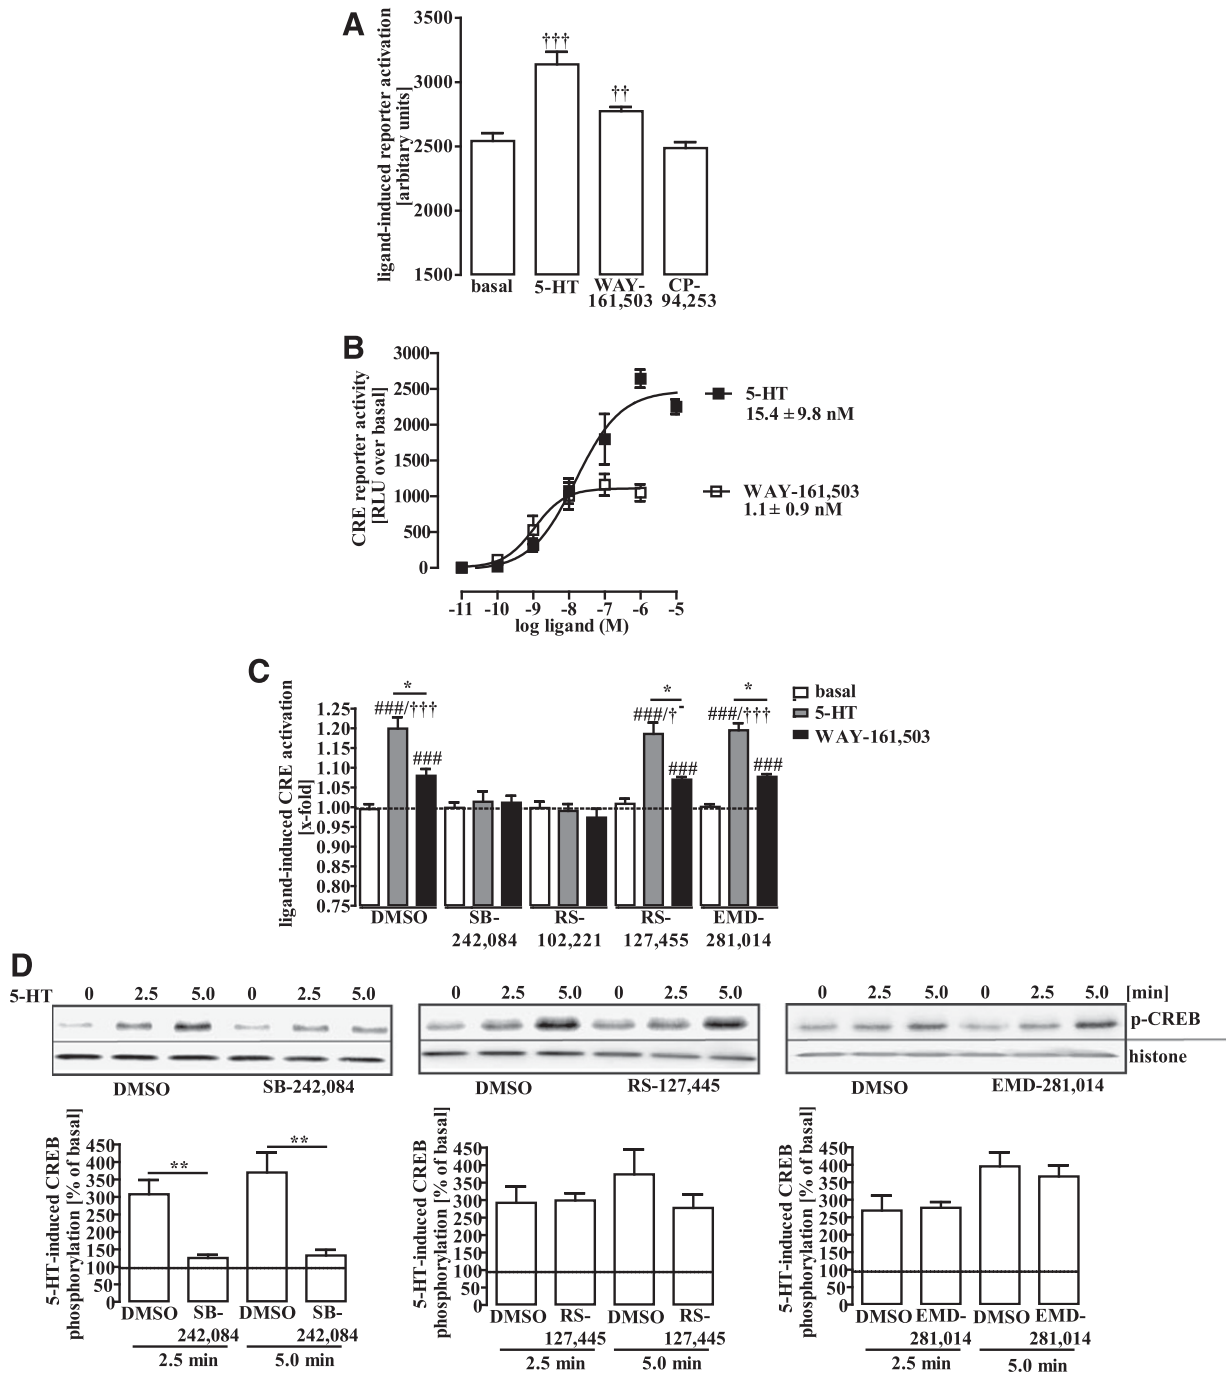 A
ligand-induced reporter activation
[arbitary units]
3500
3000
2500
2000
1500
†††
††
basal
5-HT
WAY-
161,503
CP-
94,253
B
CRE reporter activity
[RLU over basal]
3000
2500
2000
1500
1000
500
0
-11 -10 -9 -8 -7 -6 -5
log ligand (M)
5-HT
15.4 ± 9.8 nM
WAY-161,503
1.1 ± 0.9 nM
C
ligand-induced CRE activation
[x-fold]
1.25
1.20
1.15
1.10
1.05
1.00
0.95
0.90
0.85
0.80
0.75
* * *
###/††† ###/† ###/†††
### ### ###
basal
5-HT
WAY-161,503
DMSO
SB-
242,084
RS-
102,221
RS-
127,455
EMD-
281,014
D
5-HT 0 2.5 5.0 0 2.5 5.0
DMSO SB-242,084
0 2.5 5.0 0 2.5 5.0
DMSO RS-127,445
0 2.5 5.0 0 2.5 5.0 [min]
p-CREB
histone
DMSO EMD-281,014
5-HT-induced CREB
phosphorylation [% of basal]
450
400
350
300
250
200
150
100
50
0
** **
DMSO SB- DMSO SB-
242,084 242,084
2.5 min 5.0 min
5-HT-induced CREB
phosphorylation [% of basal]
450
400
350
300
250
200
150
100
50
0
DMSO RS- DMSO RS-
127,445 127,445
2.5 min 5.0 min
5-HT-induced CREB
phosphorylation [% of basal]
450
400
350
300
250
200
150
100
50
0
DMSO EMD- DMSO EMD-
281,014 281,014
2.5 min 5.0 min